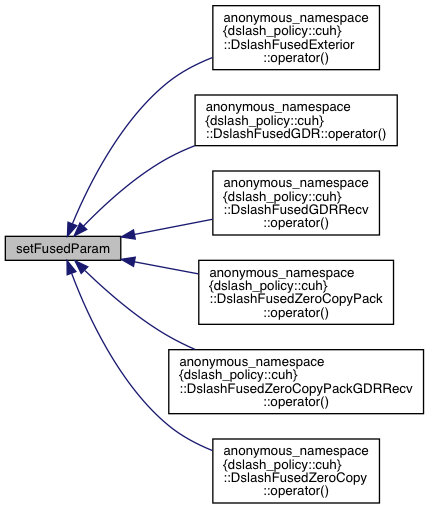 anonymous_namespace
{dslash_policy::cuh}
::DslashFusedExterior
::operator()
anonymous_namespace
{dslash_policy::cuh}
::DslashFusedGDR::operator()
anonymous_namespace
{dslash_policy::cuh}
::DslashFusedGDRRecv
::operator()
setFusedParam
anonymous_namespace
{dslash_policy::cuh}
::DslashFusedZeroCopyPack
::operator()
anonymous_namespace
{dslash_policy::cuh}
::DslashFusedZeroCopyPackGDRRecv
::operator()
anonymous_namespace
{dslash_policy::cuh}
::DslashFusedZeroCopy
::operator()